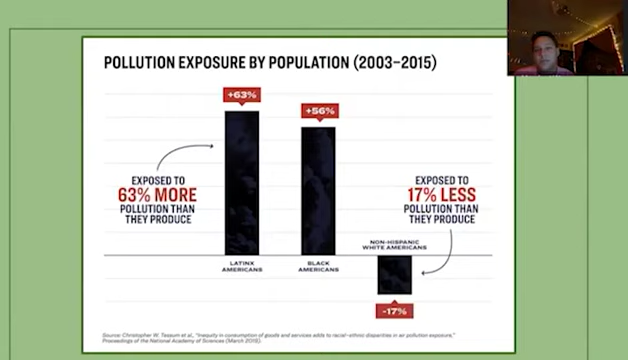 POLLUTION EXPOSURE BY POPULATION (2003–2015)
+63%
+56%
EXPOSED TO
63% MORE
POLLUTION THAN
THEY PRODUCE
EXPOSED TO
17% LESS
POLLUTION THAN
THEY PRODUCE
NON-HISPANIC
WHITE AMERICANS
LATINX
AMERICANS
BLACK
AMERICANS
-17%
Source: Christopher W. Tessum et al., "Inequity in consumption of goods and services adds to racial–ethnic disparities in air pollution exposure,"
Proceedings of the National Academy of Sciences (March 2019).